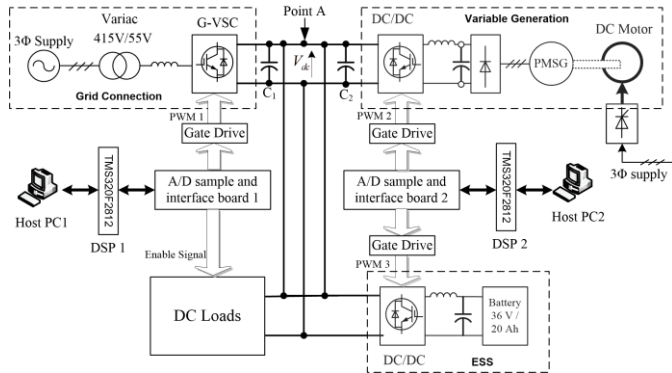 Point A
Variac
415V/55V
G-VSC
DC/DC
Variable Generation
DC Motor
3Φ Supply
PMSG
Grid Connection
V dc
C1
C2
PWM 1
PWM 2
Gate Drive
Gate Drive
3Φ supply
TMS320F2812
A/D sample and
interface board 1
A/D sample and
interface board 2
TMS320F2812
Host PC1
DSP 1
DSP 2
Host PC2
Enable Signal
Gate Drive
PWM 3
DC Loads
Battery
36 V /
20 Ah
DC/DC
ESS